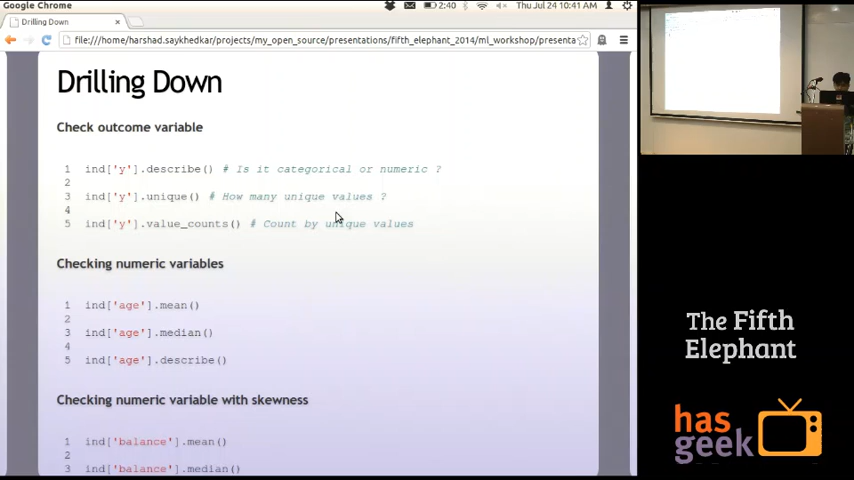 Google Chrome
2:40
Thu Jul 24 10:41 AM
Drilling Down
file:///home/harshad.saykhedkar/projects/my_open_source/presentations/fifth_elephant_2014/ml_workshop/presenta
Drilling Down
Check outcome variable
1 ind['y'].describe() # Is it categorical or numeric ?
2
3 ind['y'].unique() # How many unique values ?
4
5 ind['y'].value_counts() # Count by unique values
Checking numeric variables
1 ind['age'].mean()
2
3 ind['age'].median()
4
5 ind['age'].describe()
Checking numeric variable with skewness
1 ind['balance'].mean()
2
3 ind['balance'].median()
The Fifth
Elephant
has
geek